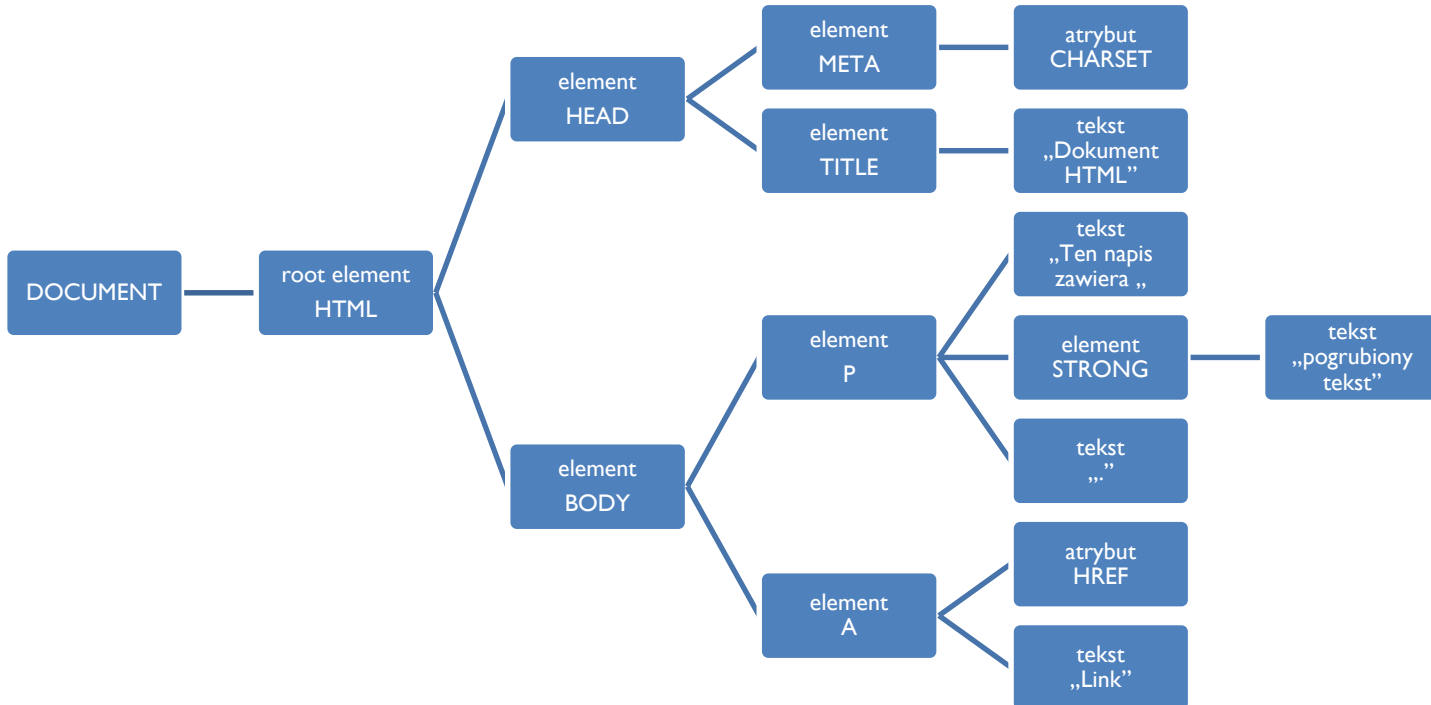 DOCUMENT
root element
HTML
element
HEAD
element
META
atrybut
CHARSET
element
TITLE
tekst
„Dokument
HTML”
element
BODY
element
P
tekst
„Ten napis
zawiera „
element
STRONG
tekst
„pogrubiony
tekst”
tekst
„.”
element
A
atrybut
HREF
tekst
„Link”